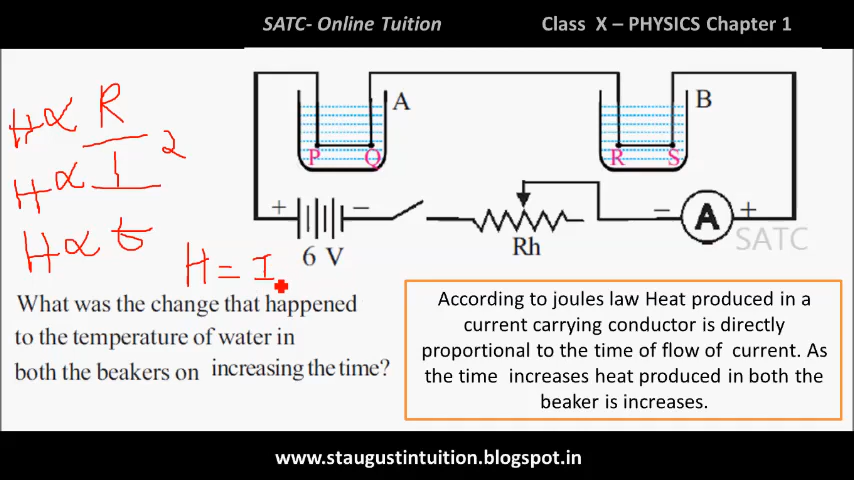 SATC- Online Tuition
Class X – PHYSICS Chapter 1
H∝ R
H∝ I 2
H∝ t
H = I
A
P
Q
B
R
S
+
−
6 V
Rh
−
A
+
SATC
What was the change that happened
to the temperature of water in
both the beakers on increasing the time?
According to joules law Heat produced in a
current carrying conductor is directly
proportional to the time of flow of current. As
the time increases heat produced in both the
beaker is increases.
www.staugustintuition.blogspot.in